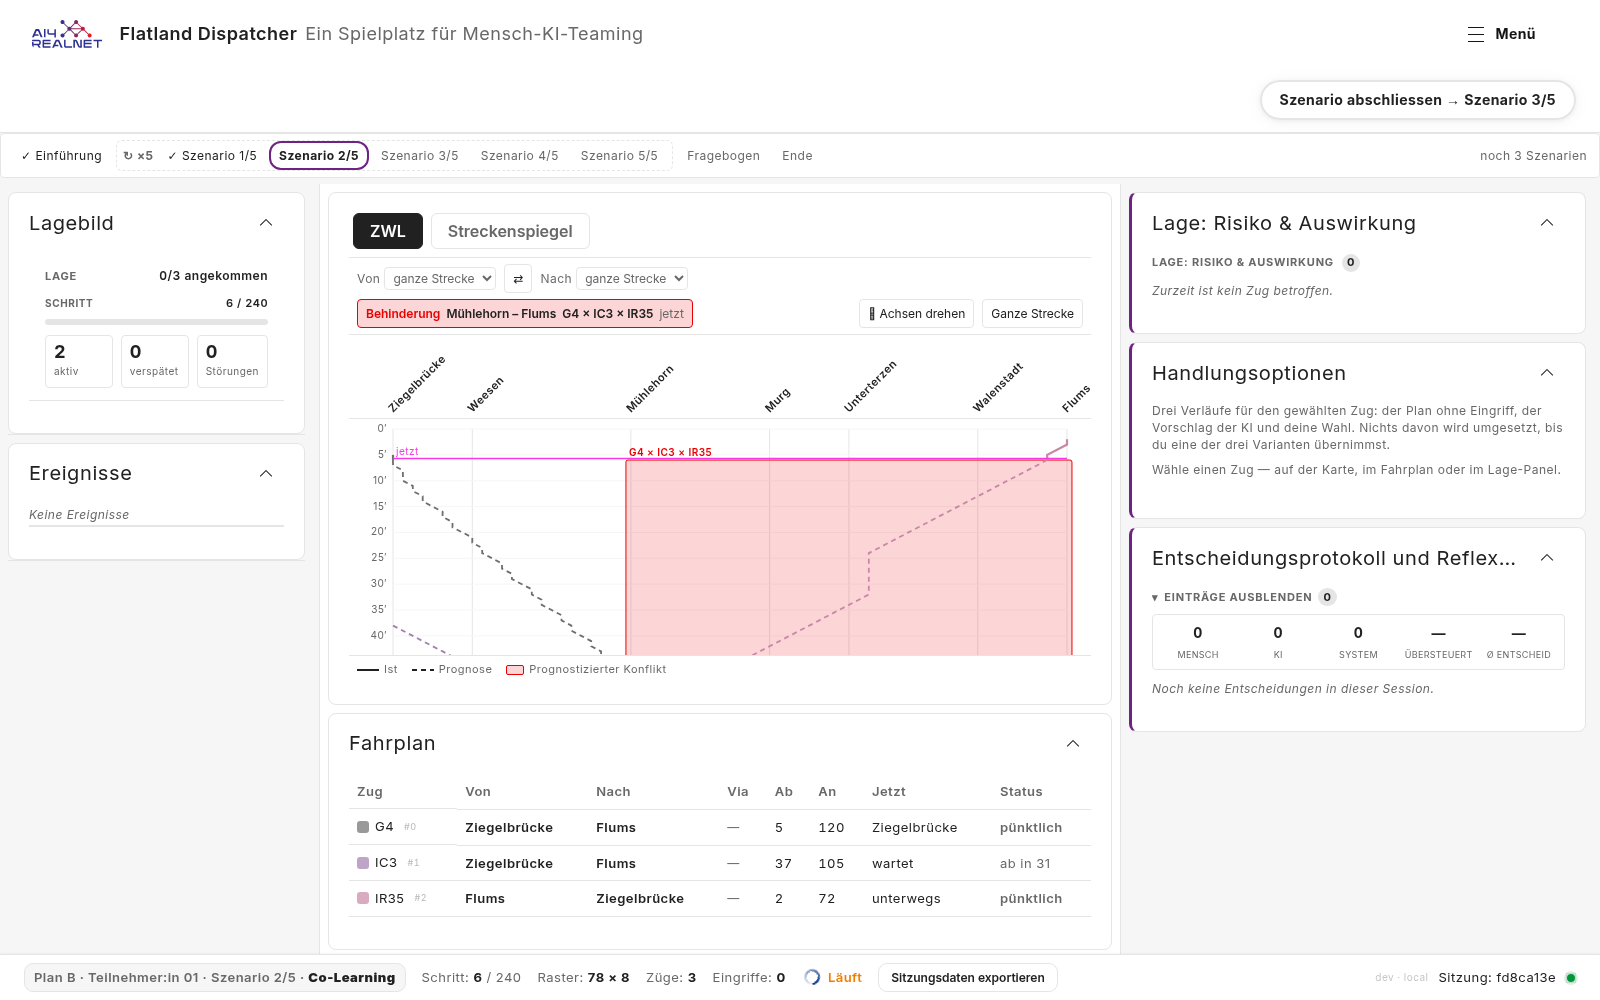 AI4 REALNET
Flatland Dispatcher Ein Spielplatz für Mensch-KI-Teaming
Menü
Szenario abschliessen → Szenario 3/5
✓ Einführung ↻ ×5 ✓ Szenario 1/5 Szenario 2/5 Szenario 3/5 Szenario 4/5 Szenario 5/5 Fragebogen Ende noch 3 Szenarien
Lagebild
LAGE 0/3 angekommen
SCHRITT 6 / 240
2 aktiv
0 verspätet
0 Störungen
Ereignisse
Keine Ereignisse
ZWL Streckenspiegel
Von ganze Strecke ⇄ Nach ganze Strecke
Behinderung Mühlehorn – Flums G4 × IC3 × IR35 jetzt
Achsen drehen Ganze Strecke
Ziegelbrücke Weesen Mühlehorn Murg Unterterzen Walenstadt Flums
0'
jetzt
G4 × IC3 × IR35
5'
10'
15'
20'
25'
30'
35'
40'
Ist Prognose Prognostizierter Konflikt
Fahrplan
Zug Von Nach Via Ab An Jetzt Status
G4 #0 Ziegelbrücke Flums — 5 120 Ziegelbrücke pünktlich
IC3 #1 Ziegelbrücke Flums — 37 105 wartet ab in 31
IR35 #2 Flums Ziegelbrücke — 2 72 unterwegs pünktlich
Lage: Risiko & Auswirkung
LAGE: RISIKO & AUSWIRKUNG 0
Zurzeit ist kein Zug betroffen.
Handlungsoptionen
Drei Verläufe für den gewählten Zug: der Plan ohne Eingriff, der
Vorschlag der KI und deine Wahl. Nichts davon wird umgesetzt, bis
du eine der drei Varianten übernimmst.
Wähle einen Zug — auf der Karte, im Fahrplan oder im Lage-Panel.
Entscheidungsprotokoll und Reflex...
▾ EINTRÄGE AUSBLENDEN 0
0 0 0 — —
MENSCH KI SYSTEM ÜBERSTEUERT Ø ENTSCHEID
Noch keine Entscheidungen in dieser Session.
Plan B · Teilnehmer:in 01 · Szenario 2/5 · Co-Learning Schritt: 6 / 240 Raster: 78 × 8 Züge: 3 Eingriffe: 0 Läuft Sitzungsdaten exportieren dev · local Sitzung: fd8ca13e